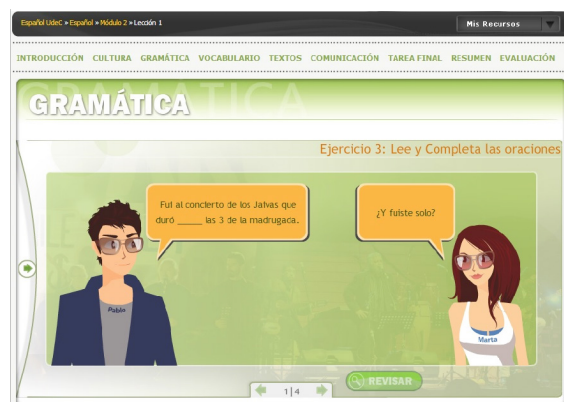 Español UdeC » Español » Módulo 2 » Lección 1
Mis Recursos
INTRODUCCIÓN CULTURA GRAMÁTICA VOCABULARIO TEXTOS COMUNICACIÓN TAREA FINAL RESUMEN EVALUACIÓN
GRAMÁTICA
Ejercicio 3: Lee y Completa las oraciones
Fui al concierto de los Jaivas que
duró _____ las 3 de la madrugada.
¿Y fuiste solo?
Pablo
Marta
REVISAR
1|4